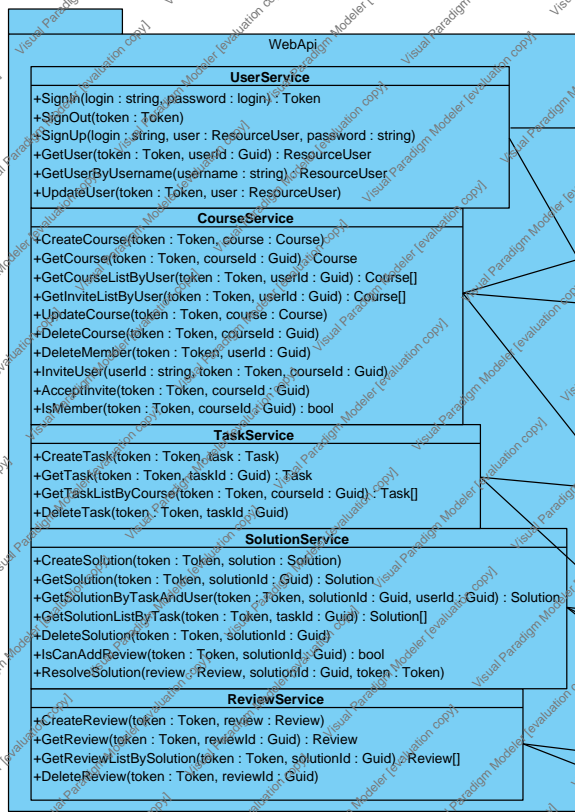 WebApi
UserService
+SignIn(login : string, password : login) : Token
+SignOut(token : Token)
+SignUp(login : string, user : ResourceUser, password : string)
+GetUser(token : Token, userId : Guid) : ResourceUser
+GetUserByUsername(username : string) : ResourceUser
+UpdateUser(token : Token, user : ResourceUser)
CourseService
+CreateCourse(token : Token, course : Course)
+GetCourse(token : Token, courseId : Guid) : Course
+GetCourseListByUser(token : Token, userId : Guid) : Course[]
+GetInviteListByUser(token : Token, userId : Guid) : Course[]
+UpdateCourse(token : Token, course : Course)
+DeleteCourse(token : Token, courseId : Guid)
+DeleteMember(token : Token, userId : Guid)
+InviteUser(userId : string, token : Token, courseId : Guid)
+AcceptInvite(token : Token, courseId : Guid)
+IsMember(token : Token, courseId : Guid) : bool
TaskService
+CreateTask(token : Token, task : Task)
+GetTask(token : Token, taskId : Guid) : Task
+GetTaskListByCourse(token : Token, courseId : Guid) : Task[]
+DeleteTask(token : Token, taskId : Guid)
SolutionService
+CreateSolution(token : Token, solution : Solution)
+GetSolution(token : Token, solutionId : Guid) : Solution
+GetSolutionByTaskAndUser(token : Token, solutionId : Guid, userId : Guid) : Solution
+GetSolutionListByTask(token : Token, taskId : Guid) : Solution[]
+DeleteSolution(token : Token, solutionId : Guid)
+IsCanAddReview(token : Token, solutionId : Guid) : bool
+ResolveSolution(review : Review, solutionId : Guid, token : Token)
ReviewService
+CreateReview(token : Token, review : Review)
+GetReview(token : Token, reviewId : Guid) : Review
+GetReviewListBySolution(token : Token, solutionId : Guid) : Review[]
+DeleteReview(token : Token, reviewId : Guid)
Visual Paradigm Modeler [evaluation copy]